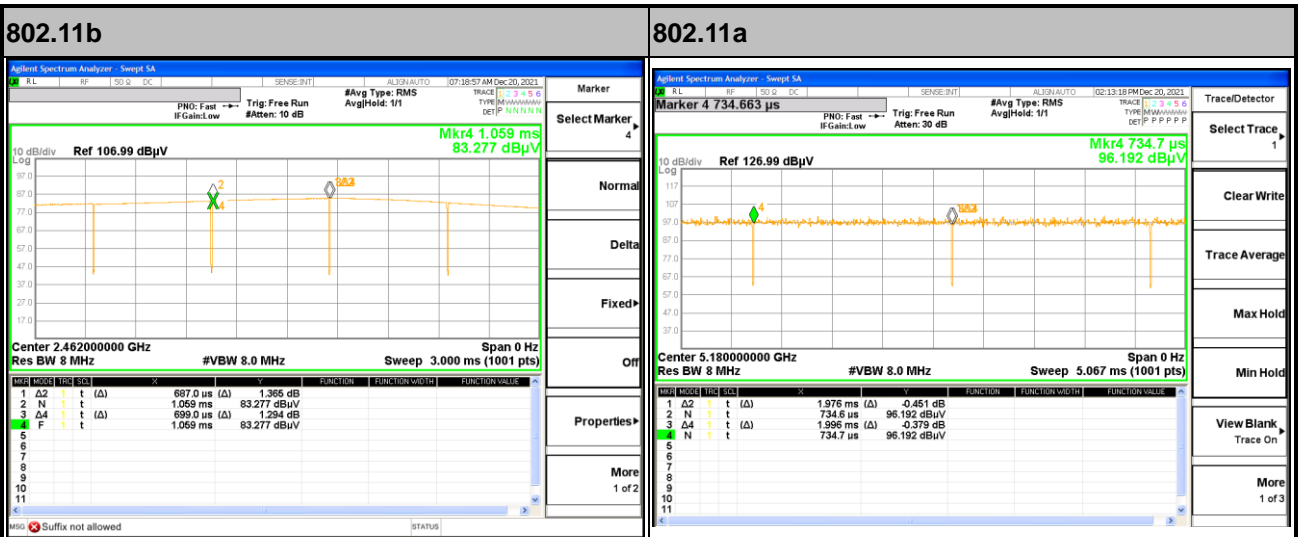 802.11b
Agilent Spectrum Analyzer - Swept SA
RL RF 50 Ω DC SENSE:INT ALIGNAUTO 07:18:57 AM Dec 20, 2021
PNO: Fast Trig: Free Run #Avg Type: RMS TRACE 1 2 3 4 5 6
IFGain:Low #Atten: 10 dB Avg|Hold: 1/1 TYPE
DET P N N N N N
Mkr4 1.059 ms
83.277 dBµV
10 dB/div Ref 106.99 dBµV
Log
97.0
87.0
77.0
67.0
57.0
47.0
37.0
27.0
17.0
2
4
Center 2.462000000 GHz Span 0 Hz
Res BW 8 MHz #VBW 8.0 MHz Sweep 3.000 ms (1001 pts)
MKR MODE TRC SCL X Y FUNCTION FUNCTION WIDTH FUNCTION VALUE
1 Δ2 1 t (Δ) 687.0 µs (Δ) 1.365 dB
2 N 1 t 1.059 ms 83.277 dBµV
3 Δ4 1 t (Δ) 699.0 µs (Δ) 1.294 dB
4 F 1 t 1.059 ms 83.277 dBµV
5
6
7
8
9
10
11
MSG Suffix not allowed STATUS
Marker
Select Marker
4
Normal
Delta
Fixed
Off
Properties
More
1 of 2
802.11a
Agilent Spectrum Analyzer - Swept SA
RL RF 50 Ω DC SENSE:INT ALIGNAUTO 02:13:18 PM Dec 20, 2021
Marker 4 734.663 µs
PNO: Fast Trig: Free Run #Avg Type: RMS TRACE 1 2 3 4 5 6
IFGain:Low Atten: 30 dB Avg|Hold: 1/1 TYPE
DET P P P P P P
Mkr4 734.7 µs
96.192 dBµV
10 dB/div Ref 126.99 dBµV
Log
117
107
97.0
87.0
77.0
67.0
57.0
47.0
37.0
4
Center 5.180000000 GHz Span 0 Hz
Res BW 8 MHz #VBW 8.0 MHz Sweep 5.067 ms (1001 pts)
MKR MODE TRC SCL X Y FUNCTION FUNCTION WIDTH FUNCTION VALUE
1 Δ2 1 t (Δ) 1.976 ms (Δ) -0.451 dB
2 N 1 t 734.6 µs 96.192 dBµV
3 Δ4 1 t (Δ) 1.996 ms (Δ) -0.379 dB
4 N 1 t 734.7 µs 96.192 dBµV
5
6
7
8
9
10
11
Trace/Detector
Select Trace
1
Clear Write
Trace Average
Max Hold
Min Hold
View Blank
Trace On
More
1 of 3